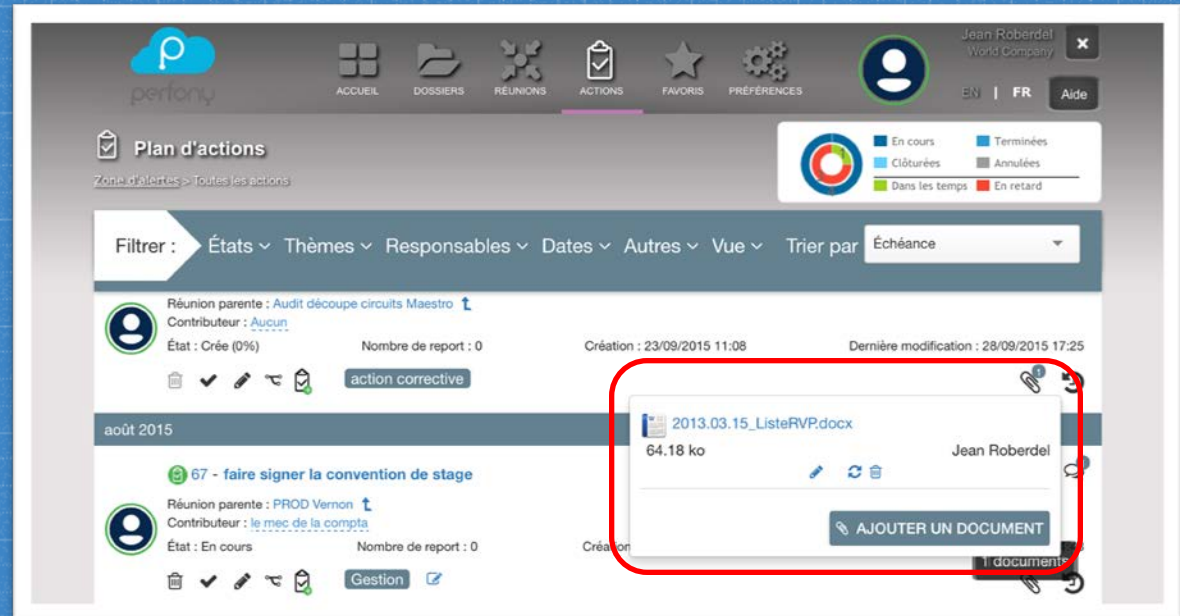 perfony
ACCUEIL DOSSIERS RÉUNIONS ACTIONS FAVORIS PRÉFÉRENCES
Jean Roberdel
World Company
EN | FR Aide
Plan d'actions
Zone d'alertes > Toutes les actions
En cours Terminées
Clôturées Annulées
Dans les temps En retard
Filtrer : États Thèmes Responsables Dates Autres Vue Trier par Échéance
Réunion parente : Audit découpe circuits Maestro
Contributeur : Aucun
État : Crée (0%) Nombre de report : 0 Création : 23/09/2015 11:08 Dernière modification : 28/09/2015 17:25
action corrective 1
août 2015
2013.03.15_ListeRVP.docx
64.18 ko Jean Roberdel
67 - faire signer la convention de stage
Réunion parente : PROD Vernon
Contributeur : le mec de la compta
AJOUTER UN DOCUMENT
État : En cours Nombre de report : 0
1 documents
Gestion